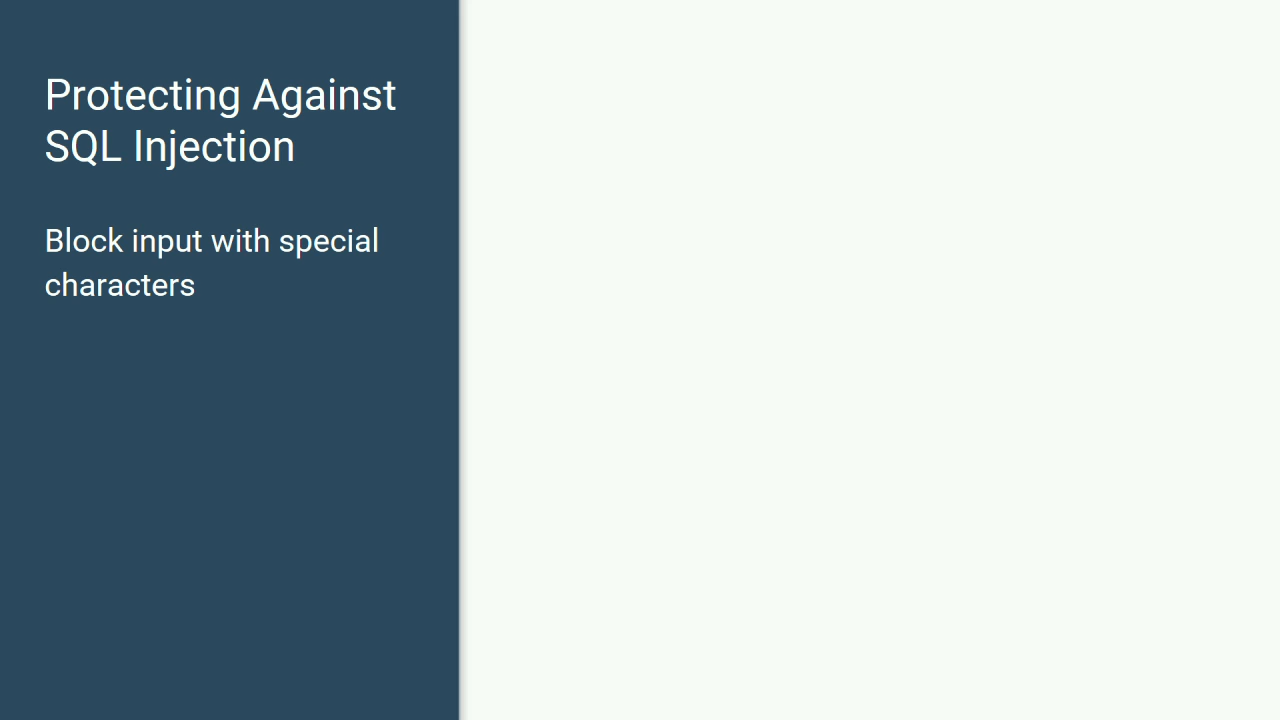 Protecting Against
SQL Injection
Block input with special
characters